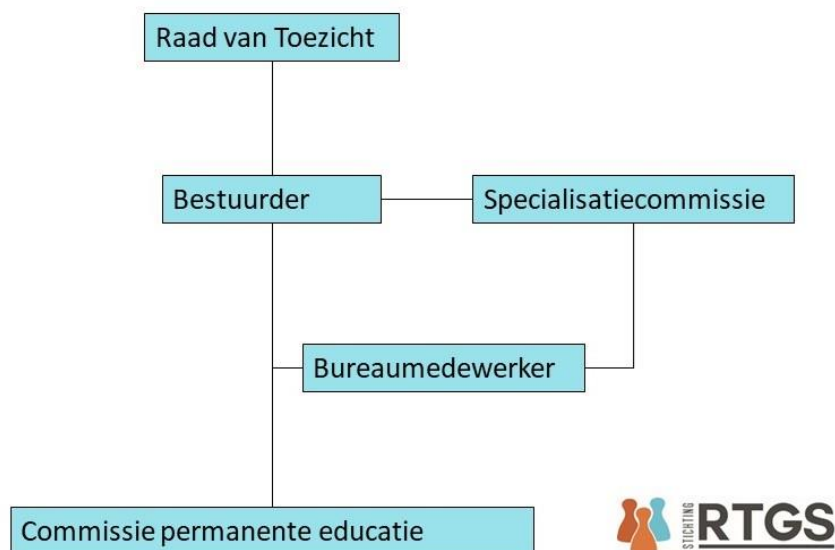 Raad van Toezicht
Bestuurder
Specialisatiecommissie
Bureaumedewerker
Commissie permanente educatie
STICHTING
RTGS